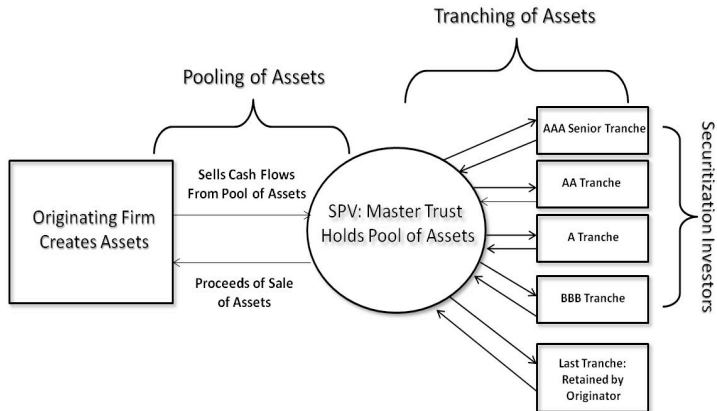 Tranching of Assets
Pooling of Assets
Originating Firm
Creates Assets
Sells Cash Flows
From Pool of Assets
Proceeds of Sale
of Assets
SPV: Master Trust
Holds Pool of Assets
AAA Senior Tranche
AA Tranche
A Tranche
BBB Tranche
Last Tranche:
Retained by
Originator
Securitization Investors